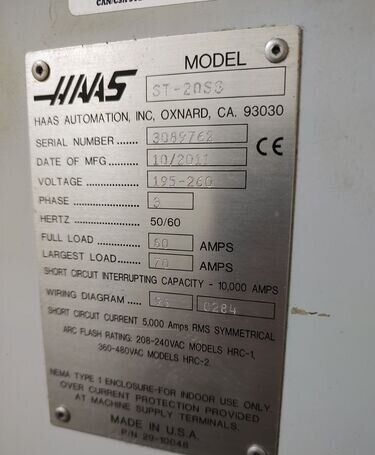 MODEL
HAAS ST-20SS
HAAS AUTOMATION, INC, OXNARD, CA. 93030
SERIAL NUMBER 3089762
DATE OF MFG 10/2011
VOLTAGE 195-260
PHASE 3
HERTZ 50/60
FULL LOAD AMPS
LARGEST LOAD AMPS
SHORT CIRCUIT INTERRUPTING CAPACITY - 10,000 AMPS
WIRING DIAGRAM 0284
SHORT CIRCUIT CURRENT 5,000 Amps RMS SYMMETRICAL
ARC FLASH RATING: 208-240VAC MODELS HRC-1,
360-480VAC MODELS HRC-2
NEMA TYPE 1 ENCLOSURE-FOR INDOOR USE ONLY
OVER CURRENT PROTECTION PROVIDED
AT MACHINE SUPPLY TERMINALS.
MADE IN U.S.A.
P/N 29-10048